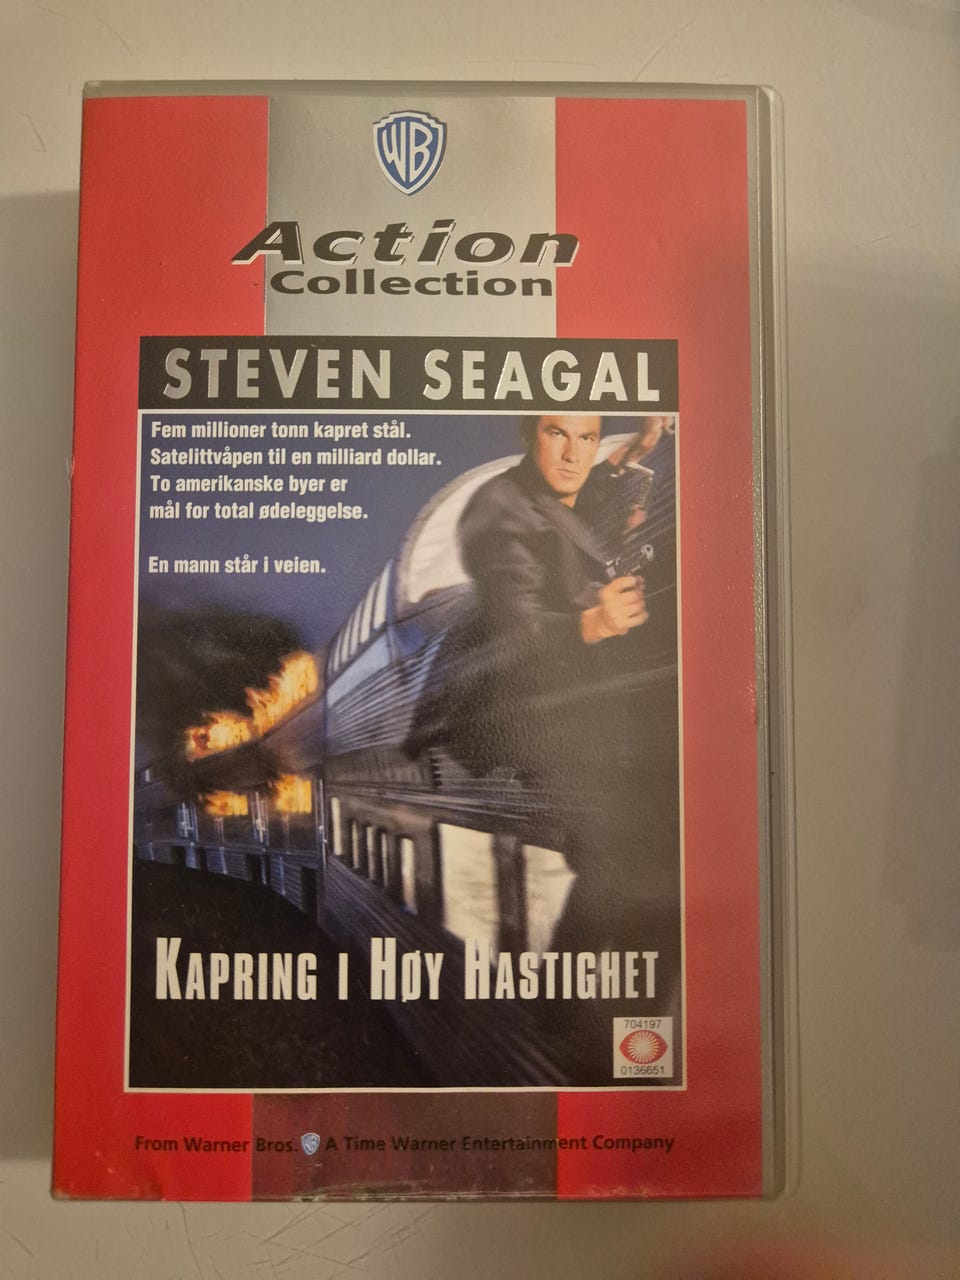 WB
Action
Collection
STEVEN SEAGAL
Fem millioner tonn kapret stål.
Satelittvåpen til en milliard dollar.
To amerikanske byer er
mål for total ødeleggelse.
En mann står i veien.
KAPRING I HØY HASTIGHET
704197
0136651
From Warner Bros. WB A Time Warner Entertainment Company